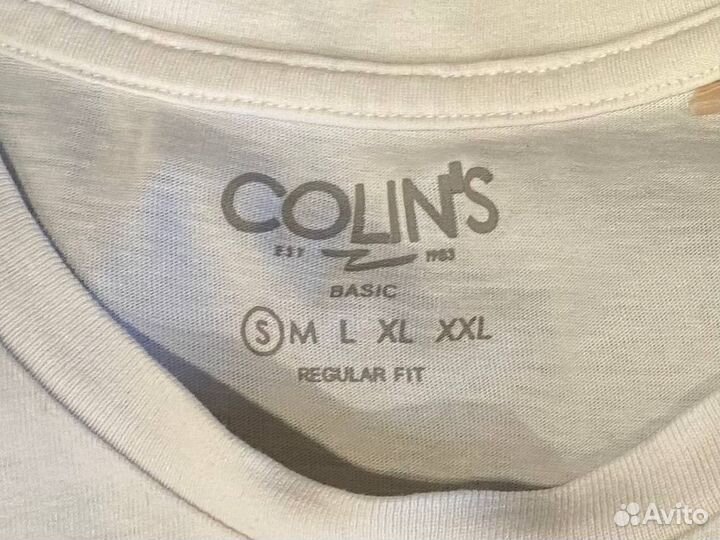 COLIN'S
EST 1983
BASIC
S M L XL XXL
REGULAR FIT
Avito